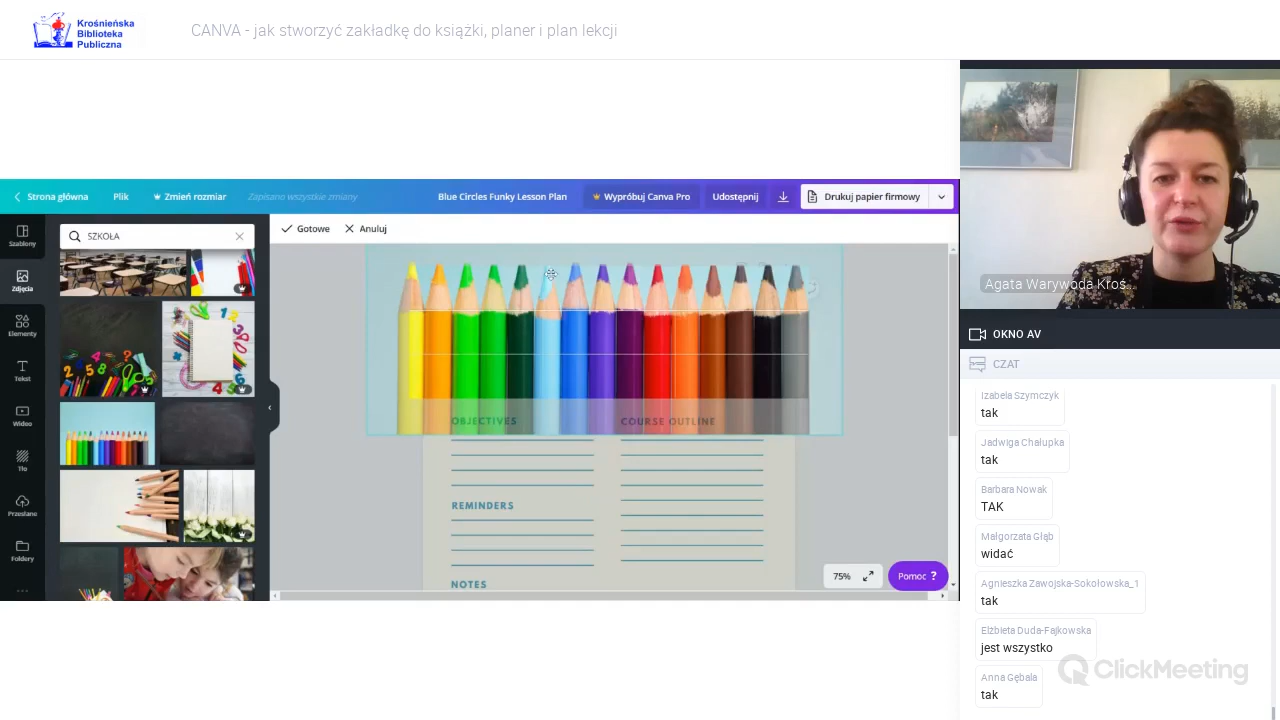 Krośnieńska
Biblioteka
Publiczna
CANVA - jak stworzyć zakładkę do książki, planer i plan lekcji
Strona główna
Plik
Zmień rozmiar
Zapisano wszystkie zmiany
Blue Circles Funky Lesson Plan
Wypróbuj Canva Pro
Udostępnij
Drukuj papier firmowy
Szablony
Zdjęcia
Elementy
Tekst
Wideo
Tło
Przesłane
Foldery
SZKOŁA
Gotowe
Anuluj
OBJECTIVES
COURSE OUTLINE
REMINDERS
NOTES
75%
Pomoc ?
Agata Warywoda Kroś...
OKNO AV
CZAT
Izabela Szymczyk
tak
Jadwiga Chałupka
tak
Barbara Nowak
TAK
Małgorzata Głąb
widać
Agnieszka Zawojska-Sokołowska_1
tak
Elżbieta Duda-Fajkowska
jest wszystko
Anna Gębala
tak
ClickMeeting